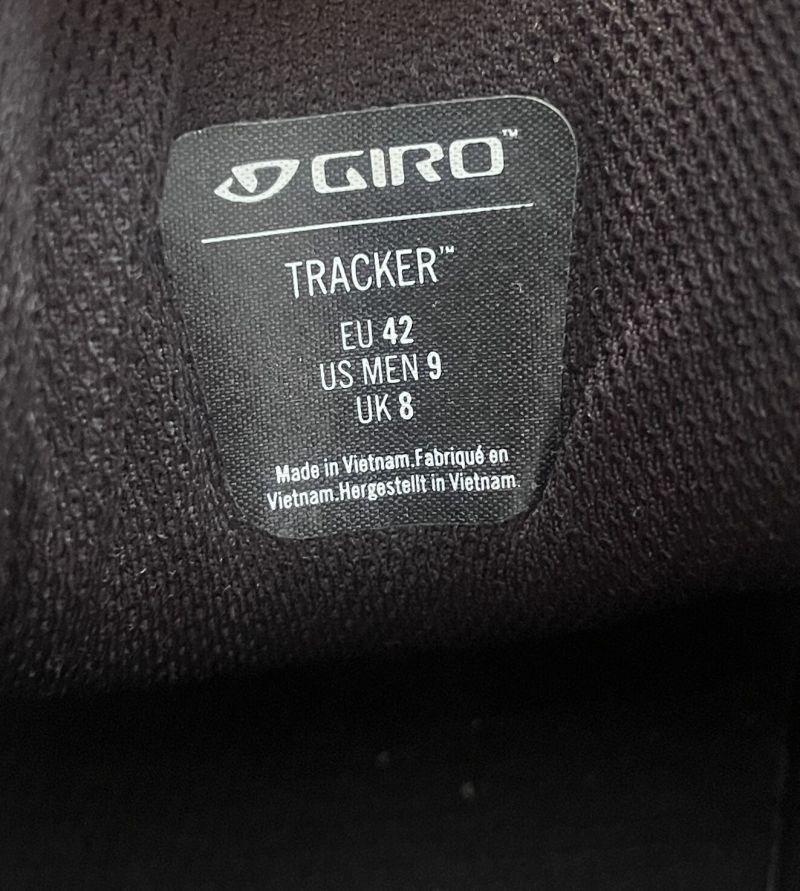 GIRO™
TRACKER™
EU 42
US MEN 9
UK 8
Made in Vietnam.Fabriqué en
Vietnam.Hergestellt in Vietnam.